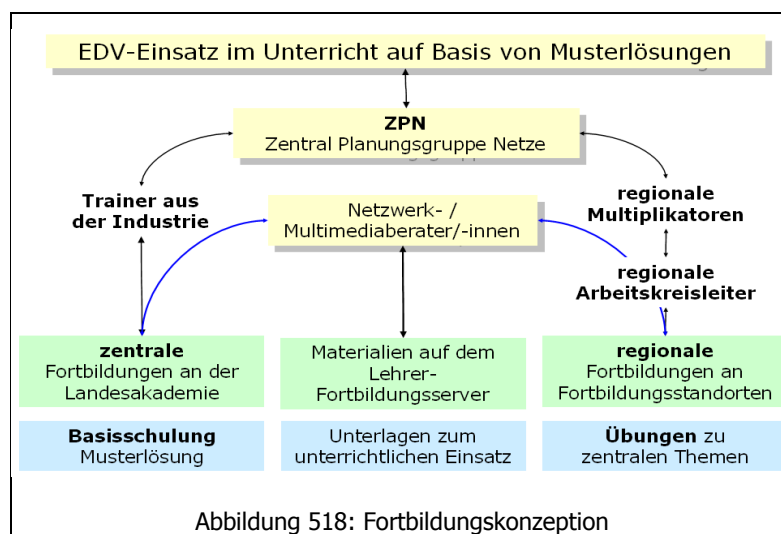 EDV-Einsatz im Unterricht auf Basis von Musterlösungen
ZPN
Zentral Planungsgruppe Netze
Trainer aus
der Industrie
Netzwerk- /
Multimediaberater/-innen
regionale
Multiplikatoren
regionale
Arbeitskreisleiter
zentrale
Fortbildungen an der
Landesakademie
Materialien auf dem
Lehrer-
Fortbildungsserver
regionale
Fortbildungen an
Fortbildungsstandorten
Basisschulung
Musterlösung
Unterlagen zum
unterrichtlichen Einsatz
Übungen zu
zentralen Themen
Abbildung 518: Fortbildungskonzeption